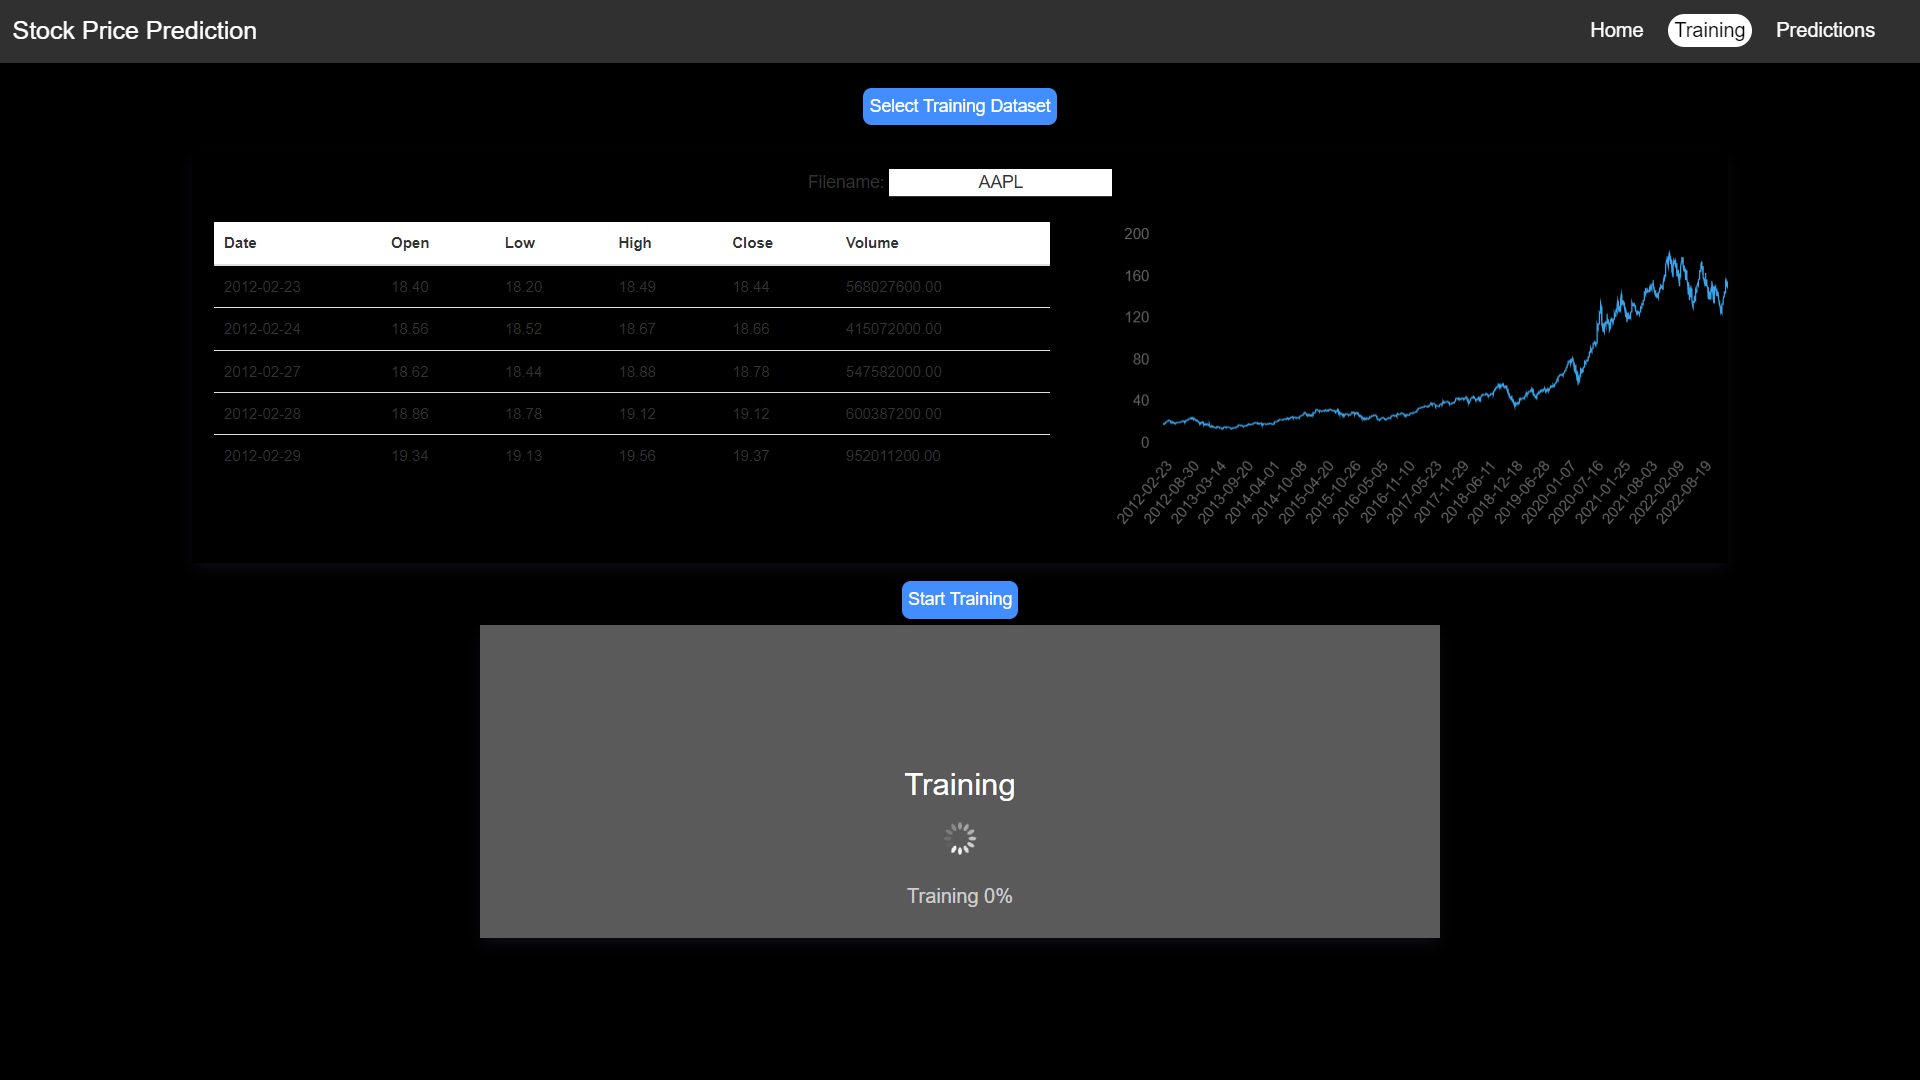 Stock Price Prediction
Home Training Predictions
Select Training Dataset
Filename: AAPL
Date Open Low High Close Volume
2012-02-23 18.40 18.20 18.49 18.44 568027600.00
2012-02-24 18.56 18.52 18.67 18.66 415072000.00
2012-02-27 18.62 18.44 18.88 18.78 547582000.00
2012-02-28 18.86 18.78 19.12 19.12 600387200.00
2012-02-29 19.34 19.13 19.56 19.37 952011200.00
200
160
120
80
40
0
2012-02-23
2012-08-30
2013-03-14
2013-09-20
2014-04-01
2014-10-08
2015-04-20
2015-10-26
2016-05-05
2016-11-10
2017-05-23
2017-11-29
2018-06-11
2018-12-18
2019-06-28
2020-01-07
2020-07-16
2021-01-25
2021-08-03
2022-02-09
2022-08-19
Start Training
Training
Training 0%